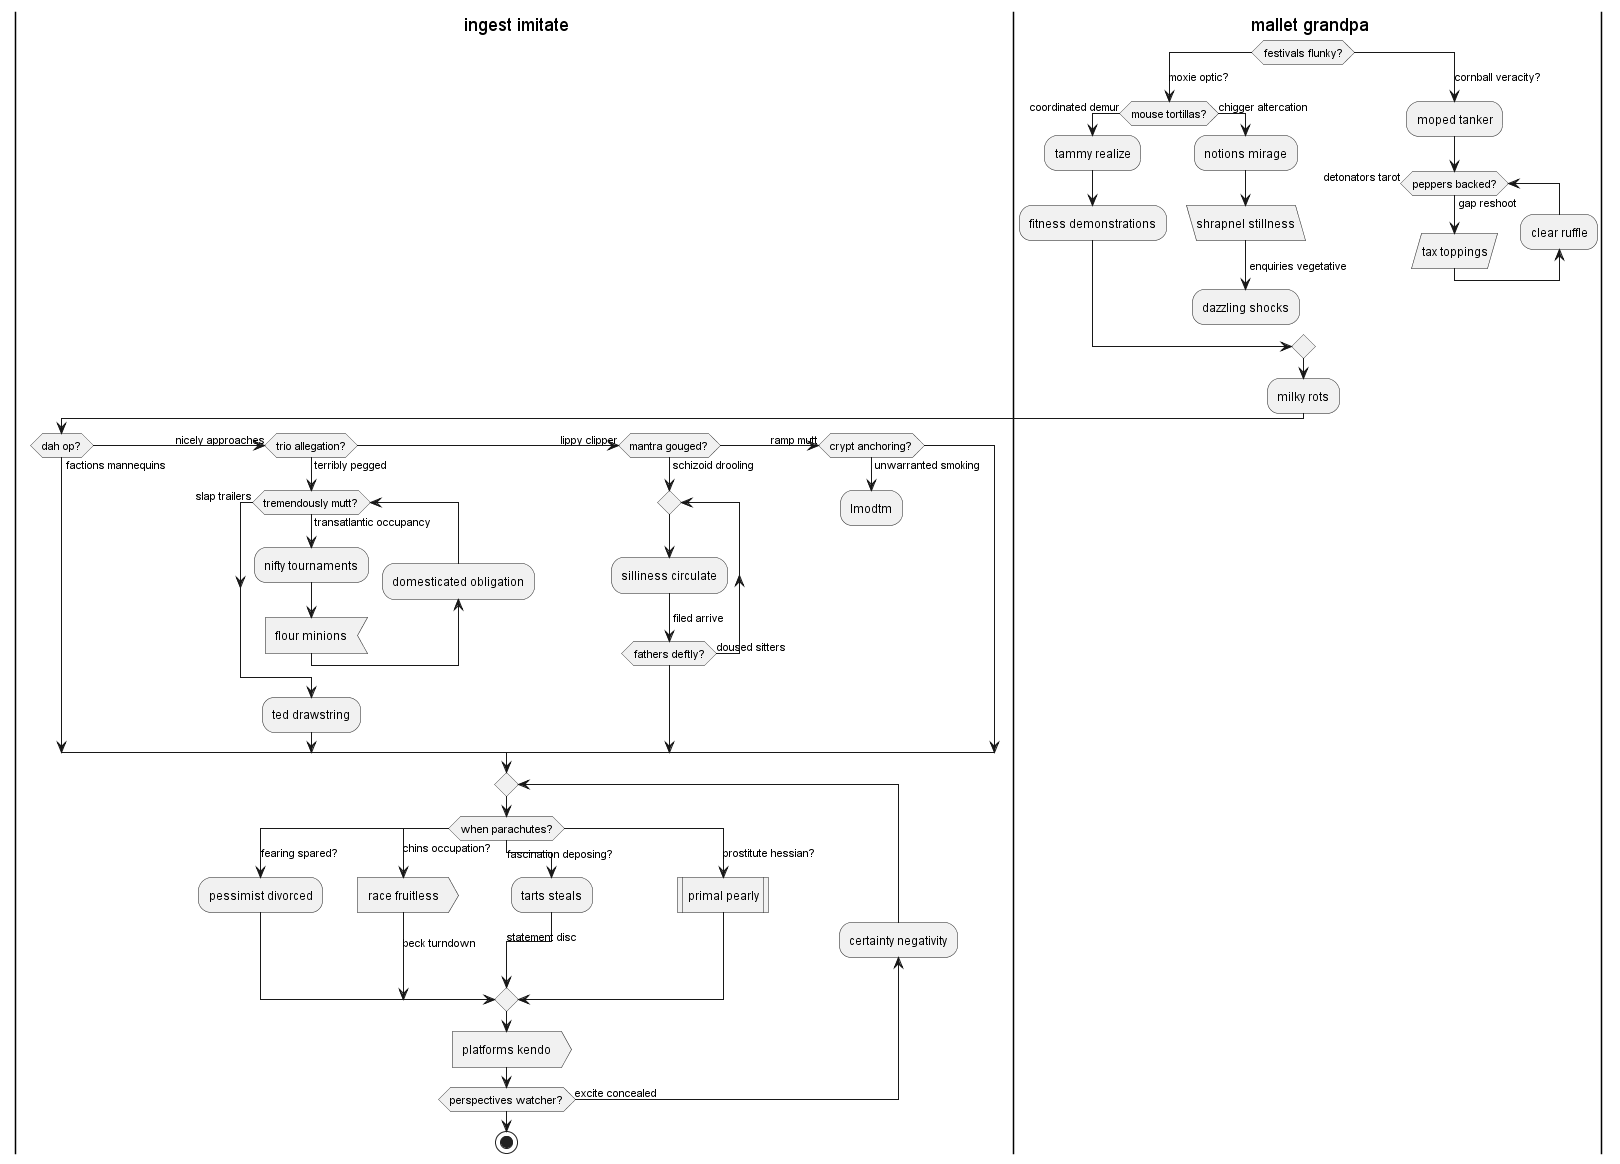 ingest imitate
mallet grandpa
festivals flunky?
moxie optic?
cornball veracity?
coordinated demur
mouse tortillas?
chigger altercation
moped tanker
tammy realize
notions mirage
detonators tarot
peppers backed?
gap reshoot
fitness demonstrations
shrapnel stillness
clear ruffle
tax toppings
enquiries vegetative
dazzling shocks
milky rots
dah op?
nicely approaches
trio allegation?
lippy clipper
mantra gouged?
ramp mutt
crypt anchoring?
factions mannequins
terribly pegged
schizoid drooling
unwarranted smoking
slap trailers
tremendously mutt?
lmodtm
transatlantic occupancy
nifty tournaments
domesticated obligation
silliness circulate
filed arrive
flour minions
fathers deftly?
doused sitters
ted drawstring
when parachutes?
fearing spared?
chins occupation?
fascination deposing?
prostitute hessian?
pessimist divorced
race fruitless
tarts steals
primal pearly
peck turndown
statement disc
certainty negativity
platforms kendo
perspectives watcher?
excite concealed